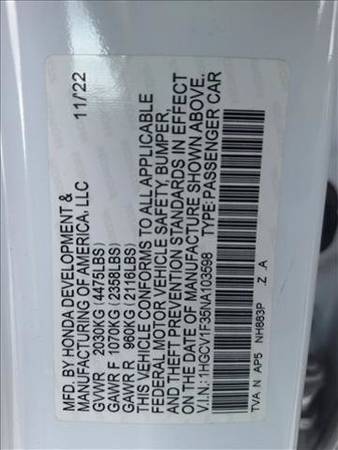 MFD. BY HONDA DEVELOPMENT & 11/22
MANUFACTURING OF AMERICA, LLC
GVWR 2030KG (4475LBS)
GAWR F 1070KG (2358LBS)
GAWR R 960KG (2116LBS)
THIS VEHICLE CONFORMS TO ALL APPLICABLE
FEDERAL MOTOR VEHICLE SAFETY, BUMPER,
AND THEFT PREVENTION STANDARDS IN EFFECT
ON THE DATE OF MANUFACTURE SHOWN ABOVE.
V.I.N.: 1HGCV1F35NA103598 TYPE: PASSENGER CAR
TVA N AP5 NH883P Z A